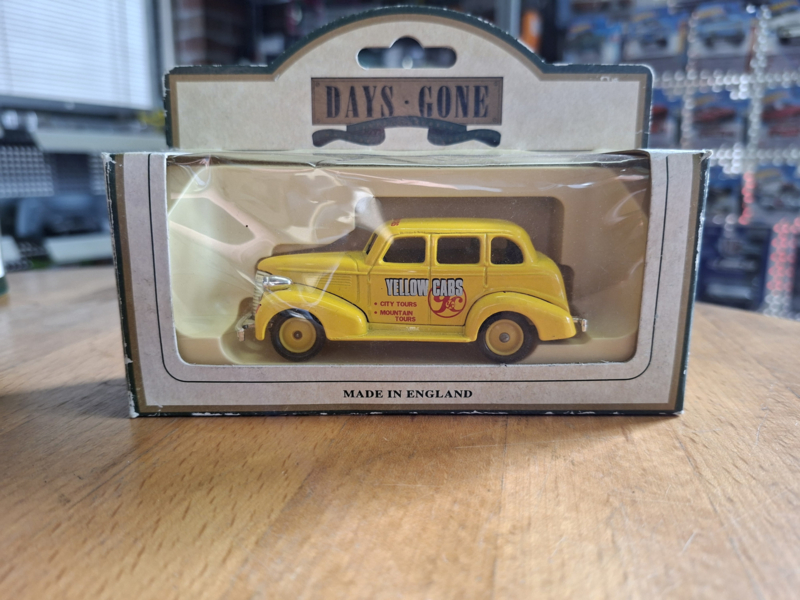 DAYS · GONE
YELLOW CABS
• CITY TOURS
• MOUNTAIN
TOURS
MADE IN ENGLAND